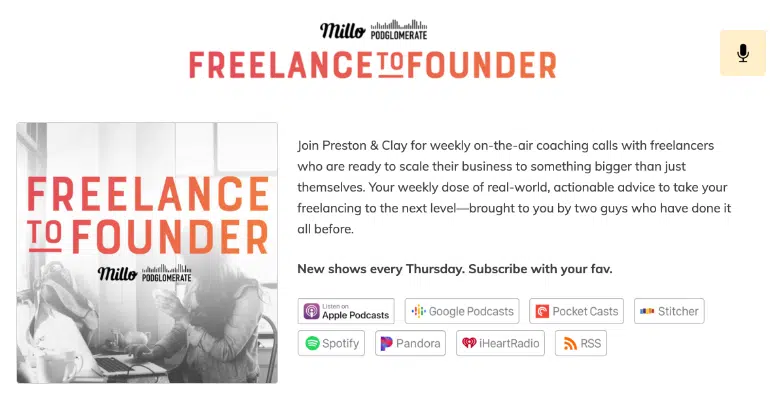 Millo PODGLOMERATE
FREELANCE TO FOUNDER
FREELANCE
TO FOUNDER
Millo PODGLOMERATE
Join Preston & Clay for weekly on-the-air coaching calls with freelancers
who are ready to scale their business to something bigger than just
themselves. Your weekly dose of real-world, actionable advice to take your
freelancing to the next level—brought to you by two guys who have done it
all before.
New shows every Thursday. Subscribe with your fav.
Listen on
Apple Podcasts
Google Podcasts
Pocket Casts
Stitcher
Spotify
Pandora
iHeartRadio
RSS